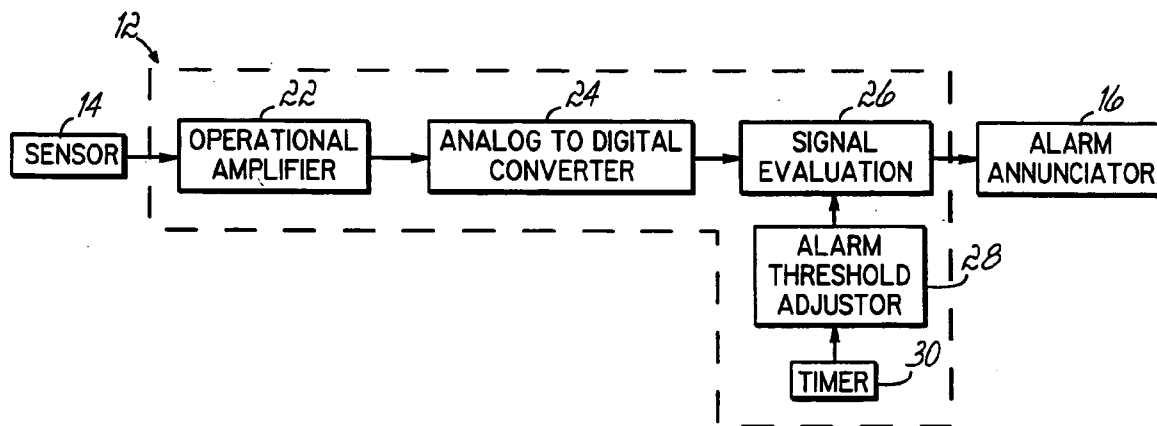 12
14
SENSOR
22
OPERATIONAL
AMPLIFIER
24
ANALOG TO DIGITAL
CONVERTER
26
SIGNAL
EVALUATION
16
ALARM
ANNUNCIATOR
ALARM
THRESHOLD
ADJUSTOR
28
TIMER
30